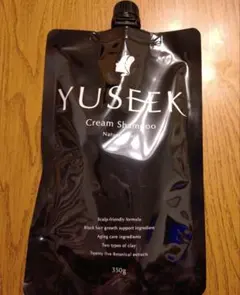 YUSEEK
Cream Shampoo
Scalp-friendly formula
Black hair growth support ingredient
Aging care ingredients
Two types of clay
Twenty five botanical extracts
350g